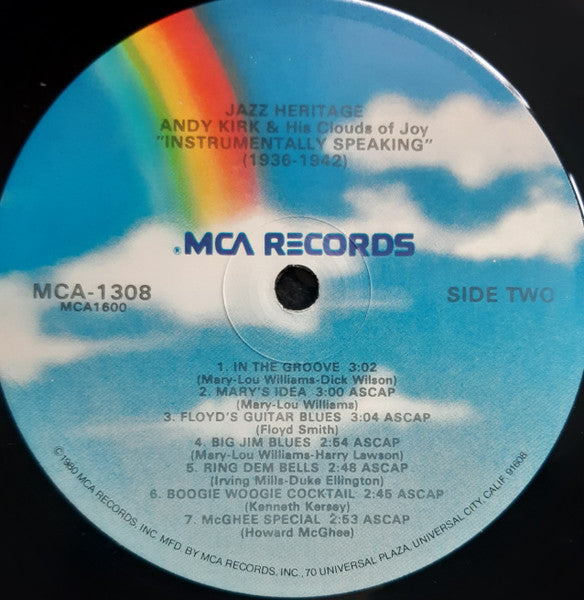 JAZZ HERITAGE
ANDY KIRK & His Clouds of Joy
"INSTRUMENTALLY SPEAKING"
(1936-1942)
®MCA RECORDS
MCA-1308
MCA1600
SIDE TWO
1. IN THE GROOVE 3:02
(Mary-Lou Williams-Dick Wilson)
2. MARY'S IDEA 3:00 ASCAP
(Mary-Lou Williams)
3. FLOYD'S GUITAR BLUES 3:04 ASCAP
(Floyd Smith)
4. BIG JIM BLUES 2:54 ASCAP
(Mary-Lou Williams-Harry Lawson)
5. RING DEM BELLS 2:48 ASCAP
(Irving Mills-Duke Ellington)
6. BOOGIE WOOGIE COCKTAIL 2:45 ASCAP
(Kenneth Kersey)
7. McGHEE SPECIAL 2:53 ASCAP
(Howard McGhee)
©1980 MCA RECORDS, INC. MFD BY MCA RECORDS, INC., 70 UNIVERSAL PLAZA, UNIVERSAL CITY, CALIF. 91608